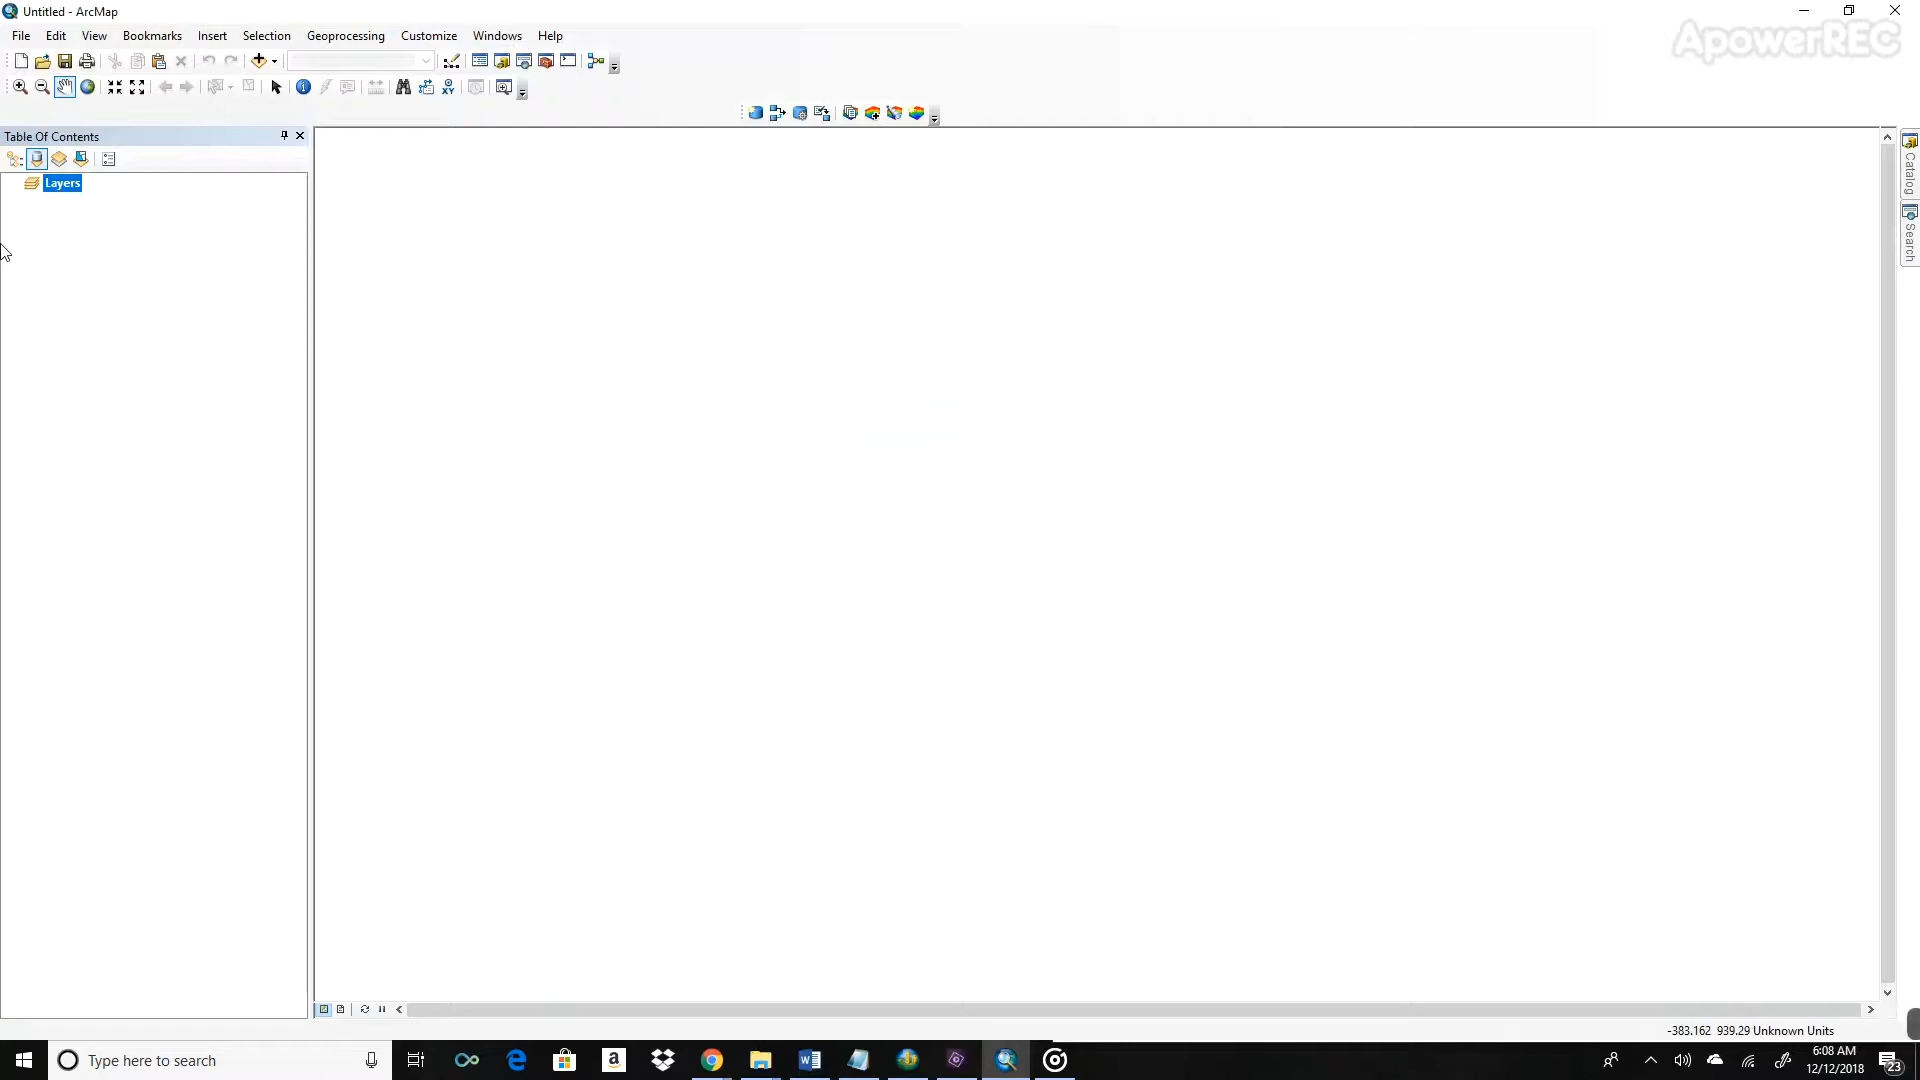 Untitled - ArcMap
ApowerREC
File Edit View Bookmarks Insert Selection Geoprocessing Customize Windows Help
Table Of Contents
Layers
Catalog
Search
-383.162 939.29 Unknown Units
Type here to search
6:08 AM
12/12/2018
23